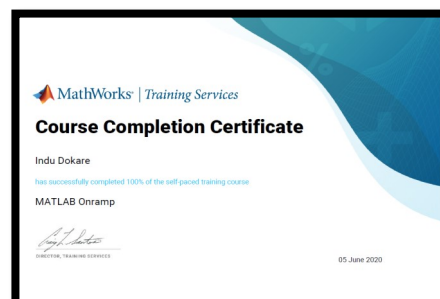 MathWorks® | Training Services
Course Completion Certificate
Indu Dokare
has successfully completed 100% of the self-paced training course
MATLAB Onramp
DIRECTOR, TRAINING SERVICES
05 June 2020